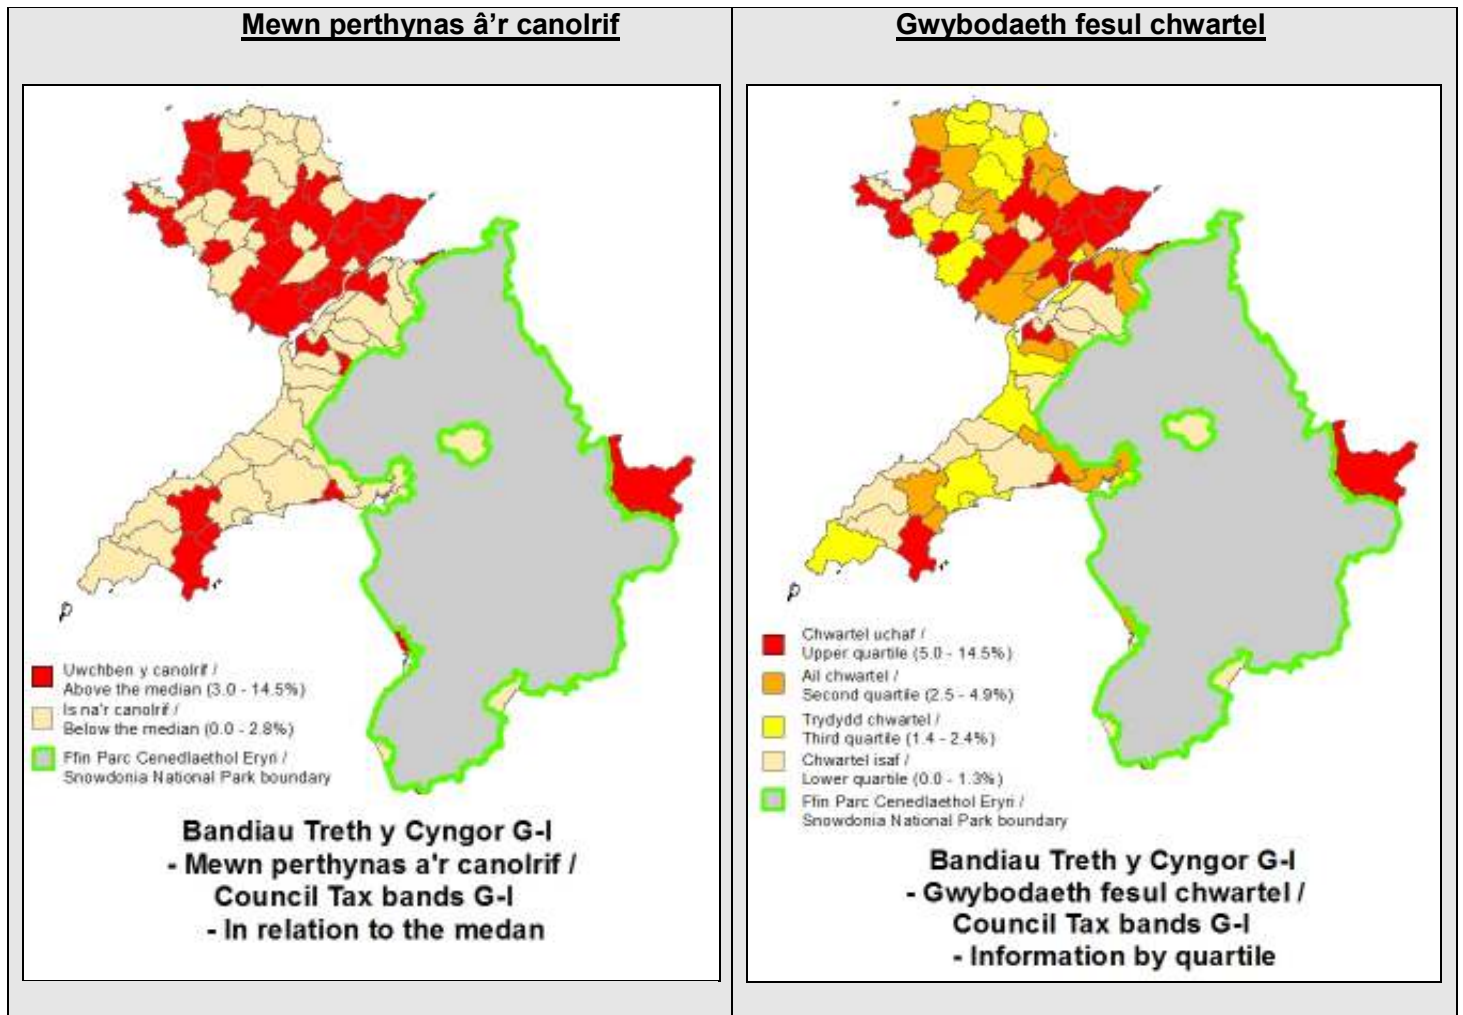 Mewn perthynas â’r canolrif
Uwchben y canolrif /
Above the median (3.0 - 14.5%)
Is na'r canolrif /
Below the median (0.0 - 2.8%)
Ffin Parc Cenedlaethol Eryri /
Snowdonia National Park boundary
Bandiau Treth y Cyngor G-I
- Mewn perthynas a'r canolrif /
Council Tax bands G-I
- In relation to the medan
Gwybodaeth fesul chwartel
Chwartel uchaf /
Upper quartile (5.0 - 14.5%)
Ail chwartel /
Second quartile (2.5 - 4.9%)
Trydydd chwartel /
Third quartile (1.4 - 2.4%)
Chwartel isaf /
Lower quartile (0.0 - 1.3%)
Ffin Parc Cenedlaethol Eryri /
Snowdonia National Park boundary
Bandiau Treth y Cyngor G-I
- Gwybodaeth fesul chwartel /
Council Tax bands G-I
- Information by quartile